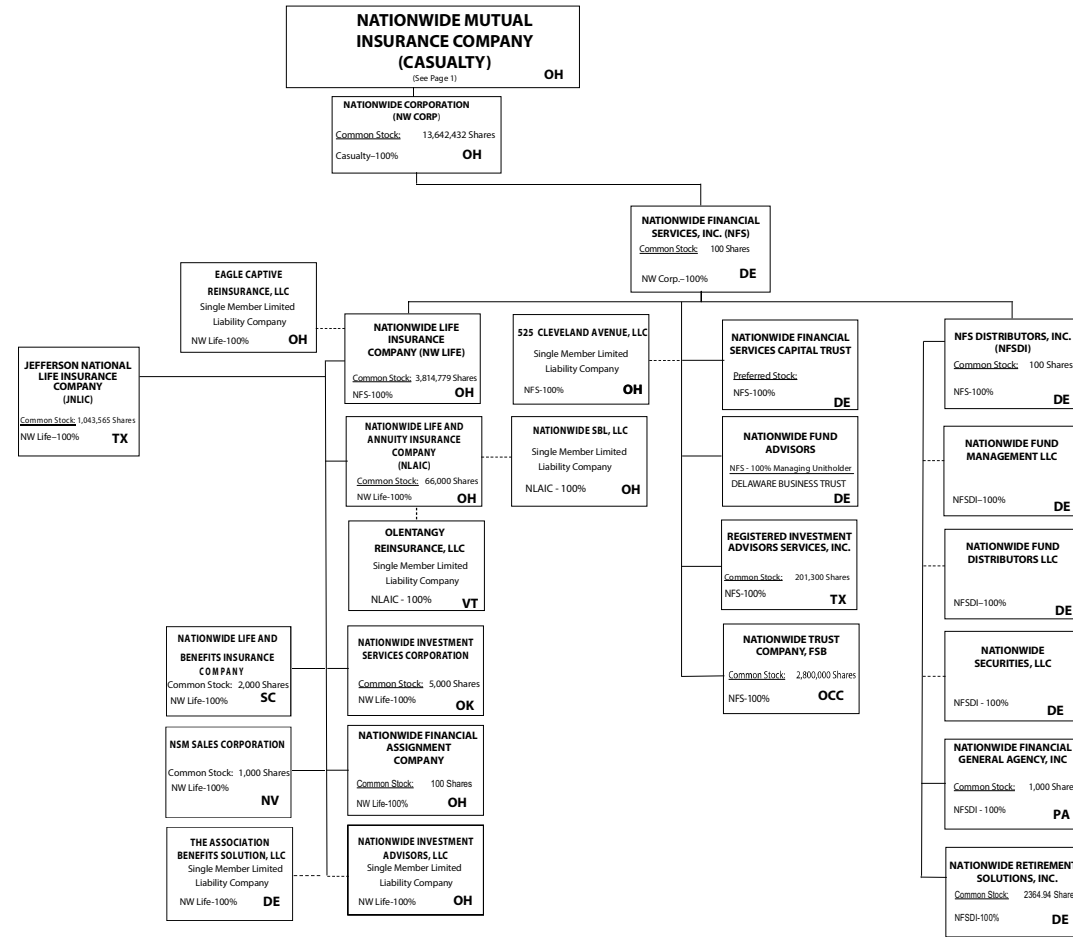 NATIONWIDE MUTUAL
INSURANCE COMPANY
(CASUALTY)
(See Page 1)
OH
NATIONWIDE CORPORATION
(NW CORP)
Common Stock: 13,642,432 Shares
Casualty–100% OH
NATIONWIDE FINANCIAL
SERVICES, INC. (NFS)
Common Stock: 100 Shares
NW Corp.–100% DE
EAGLE CAPTIVE
REINSURANCE, LLC
Single Member Limited
Liability Company
NW Life-100% OH
JEFFERSON NATIONAL
LIFE INSURANCE
COMPANY
(JNLIC)
Common Stock: 1,043,565 Shares
NW Life–100% TX
NATIONWIDE LIFE
INSURANCE
COMPANY (NW LIFE)
Common Stock: 3,814,779 Shares
NFS-100% OH
NATIONWIDE LIFE AND
ANNUITY INSURANCE
COMPANY
(NLAIC)
Common Stock: 66,000 Shares
NW Life-100% OH
OLENTANGY
REINSURANCE, LLC
Single Member Limited
Liability Company
NLAIC - 100% VT
NATIONWIDE LIFE AND
BENEFITS INSURANCE
COMPANY
Common Stock: 2,000 Shares
NW Life-100% SC
NATIONWIDE INVESTMENT
SERVICES CORPORATION
Common Stock: 5,000 Shares
NW Life-100% OK
NSM SALES CORPORATION
Common Stock: 1,000 Shares
NW Life-100%
NV
NATIONWIDE FINANCIAL
ASSIGNMENT
COMPANY
Common Stock: 100 Shares
NW Life-100% OH
THE ASSOCIATION
BENEFITS SOLUTION, LLC
Single Member Limited
Liability Company
NW Life-100% DE
NATIONWIDE INVESTMENT
ADVISORS, LLC
Single Member Limited
Liability Company
NW Life-100% OH
525 CLEVELAND AVENUE, LLC
Single Member Limited
Liability Company
NFS-100% OH
NATIONWIDE SBL, LLC
Single Member Limited
Liability Company
NLAIC - 100% OH
NATIONWIDE FINANCIAL
SERVICES CAPITAL TRUST
Preferred Stock:
NFS-100%
DE
NATIONWIDE FUND
ADVISORS
NFS - 100% Managing Unitholder
DELAWARE BUSINESS TRUST
DE
REGISTERED INVESTMENT
ADVISORS SERVICES, INC.
Common Stock: 201,300 Shares
NFS-100% TX
NATIONWIDE TRUST
COMPANY, FSB
Common Stock: 2,800,000 Shares
NFS-100% OCC
NFS DISTRIBUTORS, INC.
(NFSDI)
Common Stock: 100 Shares
NFS-100%
DE
NATIONWIDE FUND
MANAGEMENT LLC
NFSDI–100%
DE
NATIONWIDE FUND
DISTRIBUTORS LLC
NFSDI–100%
DE
NATIONWIDE
SECURITIES, LLC
NFSDI - 100%
DE
NATIONWIDE FINANCIAL
GENERAL AGENCY, INC
Common Stock: 1,000 Share
NFSDI - 100% PA
NATIONWIDE RETIREMENT
SOLUTIONS, INC.
Common Stock: 2364.94 Share
NFSDI-100% DE